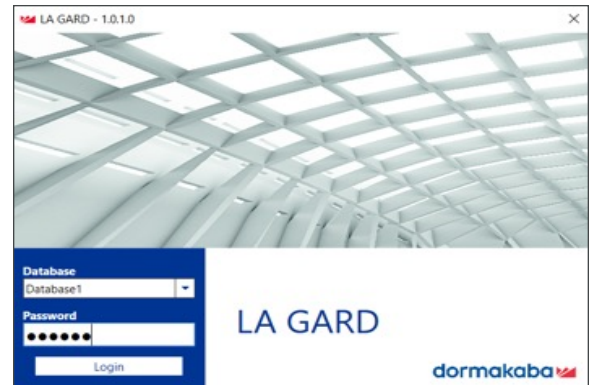 LA GARD - 1.0.1.0
Database
Database1
Password
●●●●●●
Login
LA GARD
dormakaba